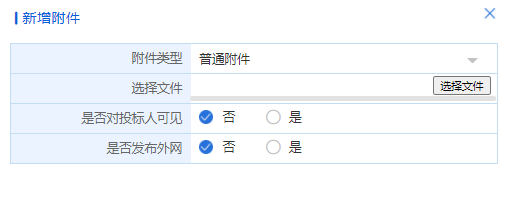 新增附件
附件类型 普通附件
选择文件 选择文件
是否对投标人可见 否 是
是否发布外网 否 是